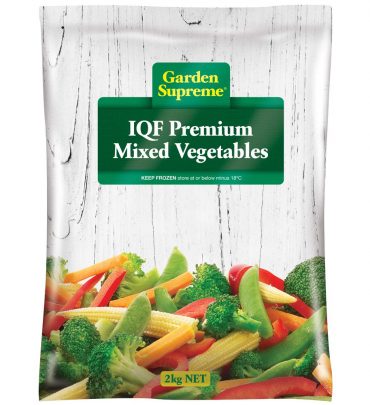 Garden
Supreme®
IQF Premium
Mixed Vegetables
KEEP FROZEN store at or below minus 18°C
2kg NET